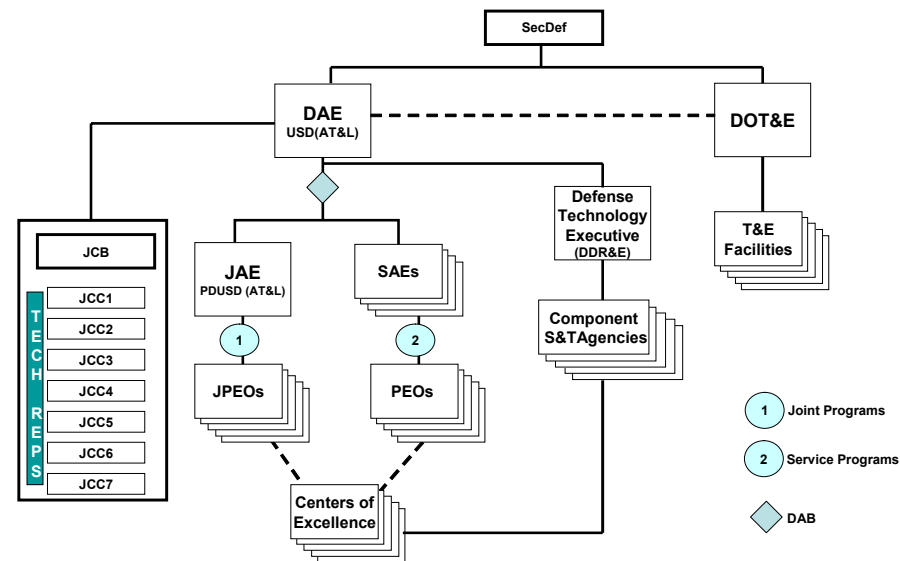 SecDef
DAE
USD(AT&L)
DOT&E
Defense
Technology
Executive
(DDR&E)
T&E
Facilities
JCB
JAE
PDUSD (AT&L)
SAEs
TECH REPS
JCC1
JCC2
JCC3
JCC4
JCC5
JCC6
JCC7
1
2
Component
S&TAgencies
JPEOs
PEOs
Centers of
Excellence
1 Joint Programs
2 Service Programs
DAB